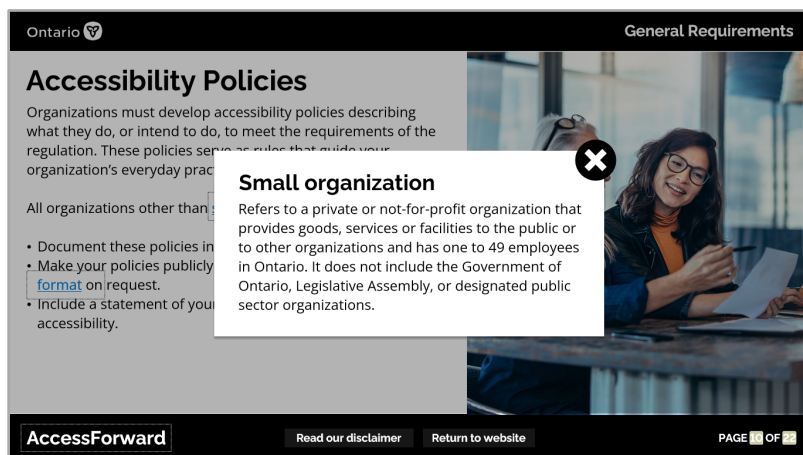 Ontario
General Requirements
Accessibility Policies
Organizations must develop accessibility policies describing
what they do, or intend to do, to meet the requirements of the
regulation. These policies serve as rules that guide your
organization's everyday prac
All organizations other than
• Document these policies in
• Make your policies publicly
format on request.
• Include a statement of your
accessibility.
Small organization
Refers to a private or not-for-profit organization that
provides goods, services or facilities to the public or
to other organizations and has one to 49 employees
in Ontario. It does not include the Government of
Ontario, Legislative Assembly, or designated public
sector organizations.
AccessForward
Read our disclaimer
Return to website
PAGE 10 OF 22